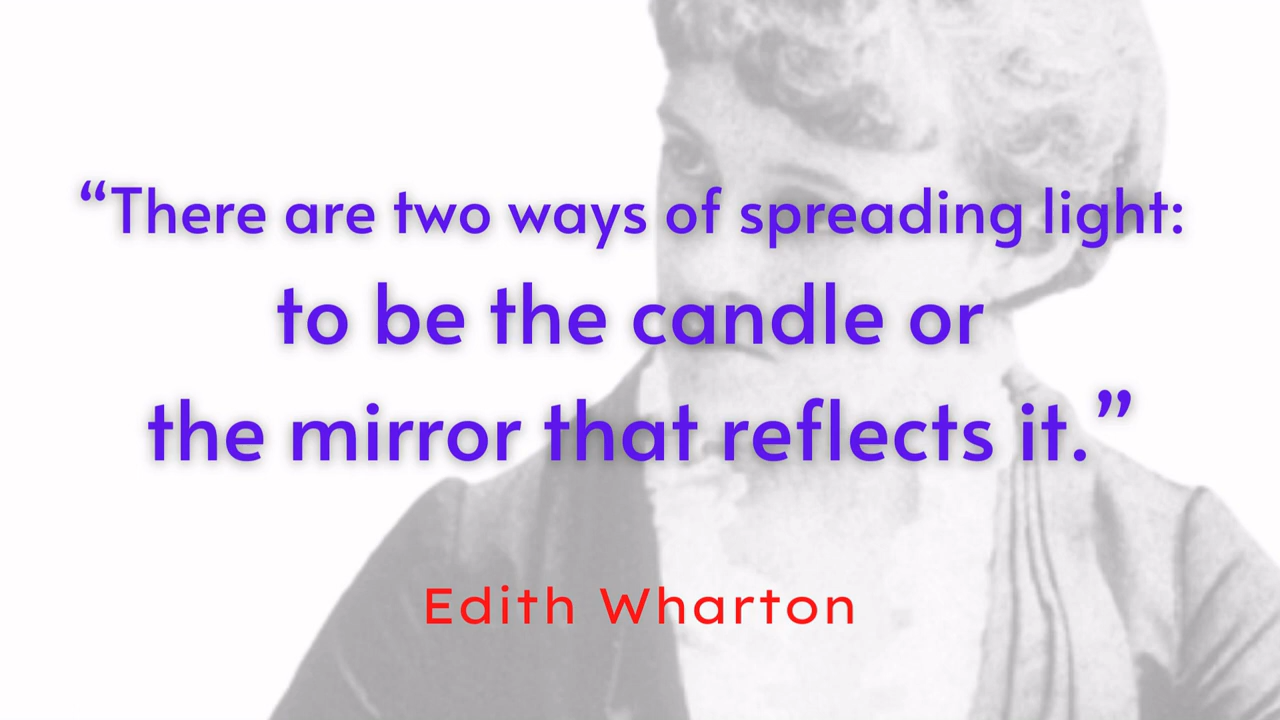 “There are two ways of spreading light:
to be the candle or
the mirror that reflects it.”
Edith Wharton